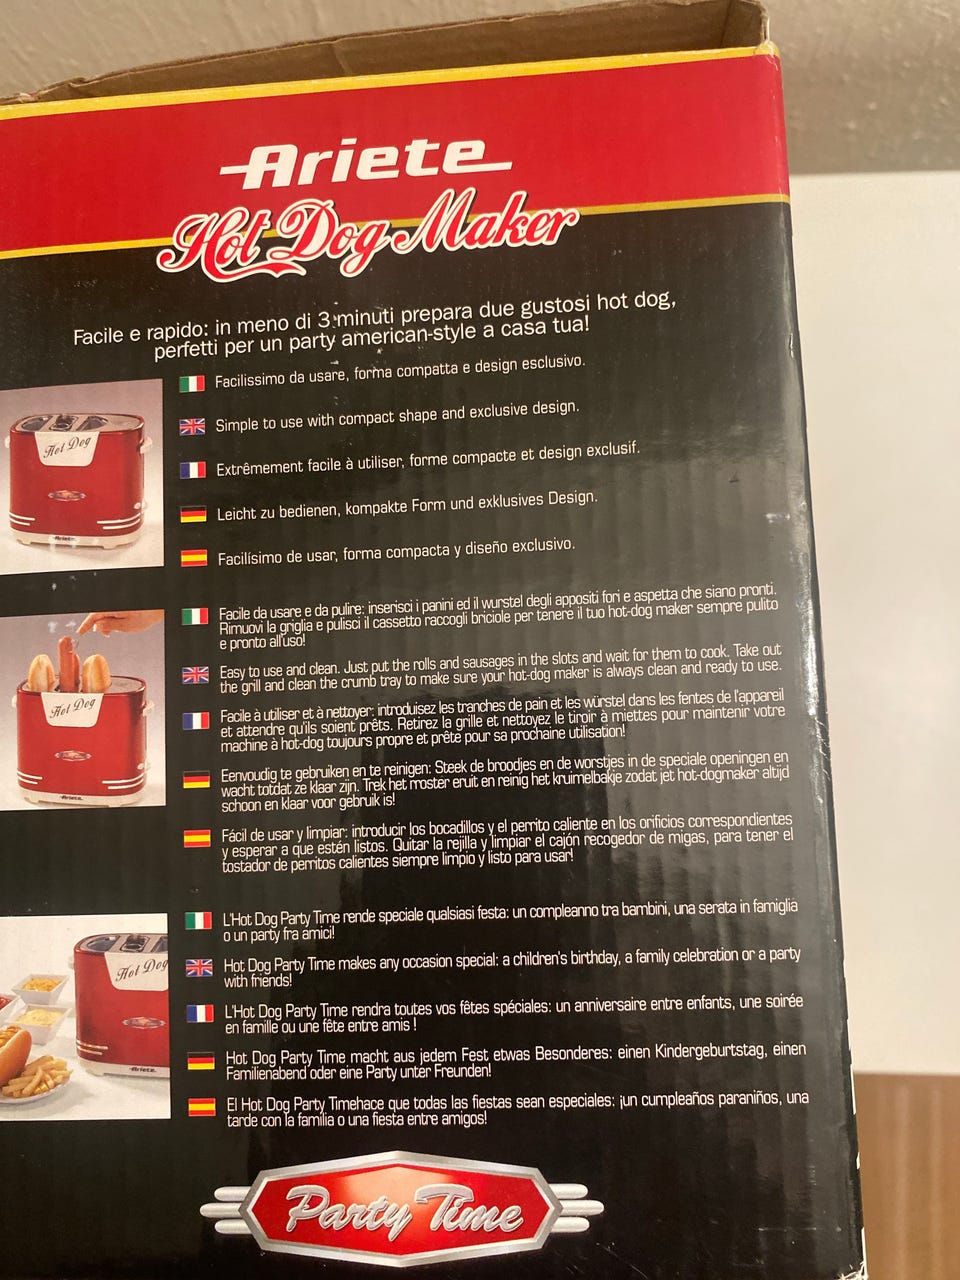 Ariete
Hot Dog Maker
Facile e rapido: in meno di 3 minuti prepara due gustosi hot dog,
perfetti per un party american-style a casa tua!
Facilissimo da usare, forma compatta e design esclusivo.
Simple to use with compact shape and exclusive design.
Extrêmement facile à utiliser, forme compacte et design exclusif.
Leicht zu bedienen, kompakte Form und exklusives Design.
Facilísimo de usar, forma compacta y diseño exclusivo.
Hot Dog
Ariete
Facile da usare e da pulire: inserisci i panini ed il wurstel degli appositi fori e aspetta che siano pronti.
Rimuovi la griglia e pulisci il cassetto raccogli briciole per tenere il tuo hot-dog maker sempre pulito
e pronto all'uso!
Easy to use and clean. Just put the rolls and sausages in the slots and wait for them to cook. Take out
the grill and clean the crumb tray to make sure your hot-dog maker is always clean and ready to use.
Facile à utiliser et à nettoyer: introduisez les tranches de pain et les würstel dans les fentes de l'appareil
et attendre qu'ils soient prêts. Retirez la grille et nettoyez le tiroir à miettes pour maintenir votre
machine à hot-dog toujours propre et prête pour sa prochaine utilisation!
Eenvoudig te gebruiken en te reinigen: Steek de broodjes en de worstjes in de speciale openingen en
wacht totdat ze klaar zijn. Trek het rooster eruit en reinig het kruimelbakje zodat jet hot-dogmaker altijd
schoon en klaar voor gebruik is!
Fácil de usar y limpiar: introducir los bocadillos y el perrito caliente en los orificios correspondientes
y esperar a que estén listos. Quitar la rejilla y limpiar el cajón recogedor de migas, para tener el
tostador de perritos calientes siempre limpio y listo para usar!
Hot Dog
Ariete
L'Hot Dog Party Time rende speciale qualsiasi festa: un compleanno tra bambini, una serata in famiglia
o un party fra amici!
Hot Dog Party Time makes any occasion special: a children's birthday, a family celebration or a party
with friends!
L'Hot Dog Party Time rendra toutes vos fêtes spéciales: un anniversaire entre enfants, une soirée
en famille ou une fête entre amis !
Hot Dog Party Time macht aus jedem Fest etwas Besonderes: einen Kindergeburtstag, einen
Familienabend oder eine Party unter Freunden!
El Hot Dog Party Timehace que todas las fiestas sean especiales: ¡un cumpleaños paraniños, una
tarde con la familia o una fiesta entre amigos!
Hot Dog
Ariete
Party Time